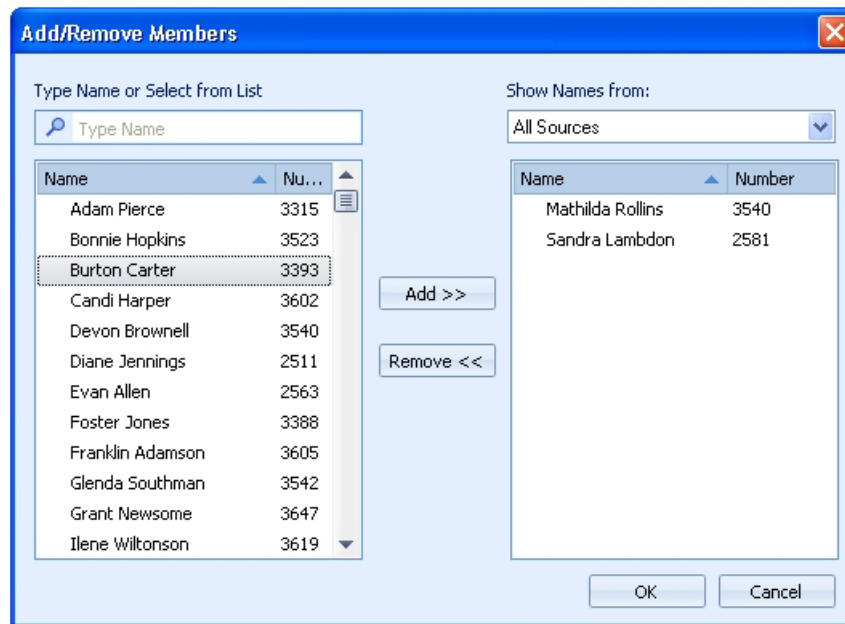 Add/Remove Members
Type Name or Select from List
Show Names from:
Type Name
All Sources
Name Nu...
Name Number
Adam Pierce 3315
Mathilda Rollins 3540
Bonnie Hopkins 3523
Sandra Lambdon 2581
Burton Carter 3393
Candi Harper 3602
Add >>
Devon Brownell 3540
Diane Jennings 2511
Remove <<
Evan Allen 2563
Foster Jones 3388
Franklin Adamson 3605
Glenda Southman 3542
Grant Newsome 3647
Ilene Wiltonson 3619
OK
Cancel